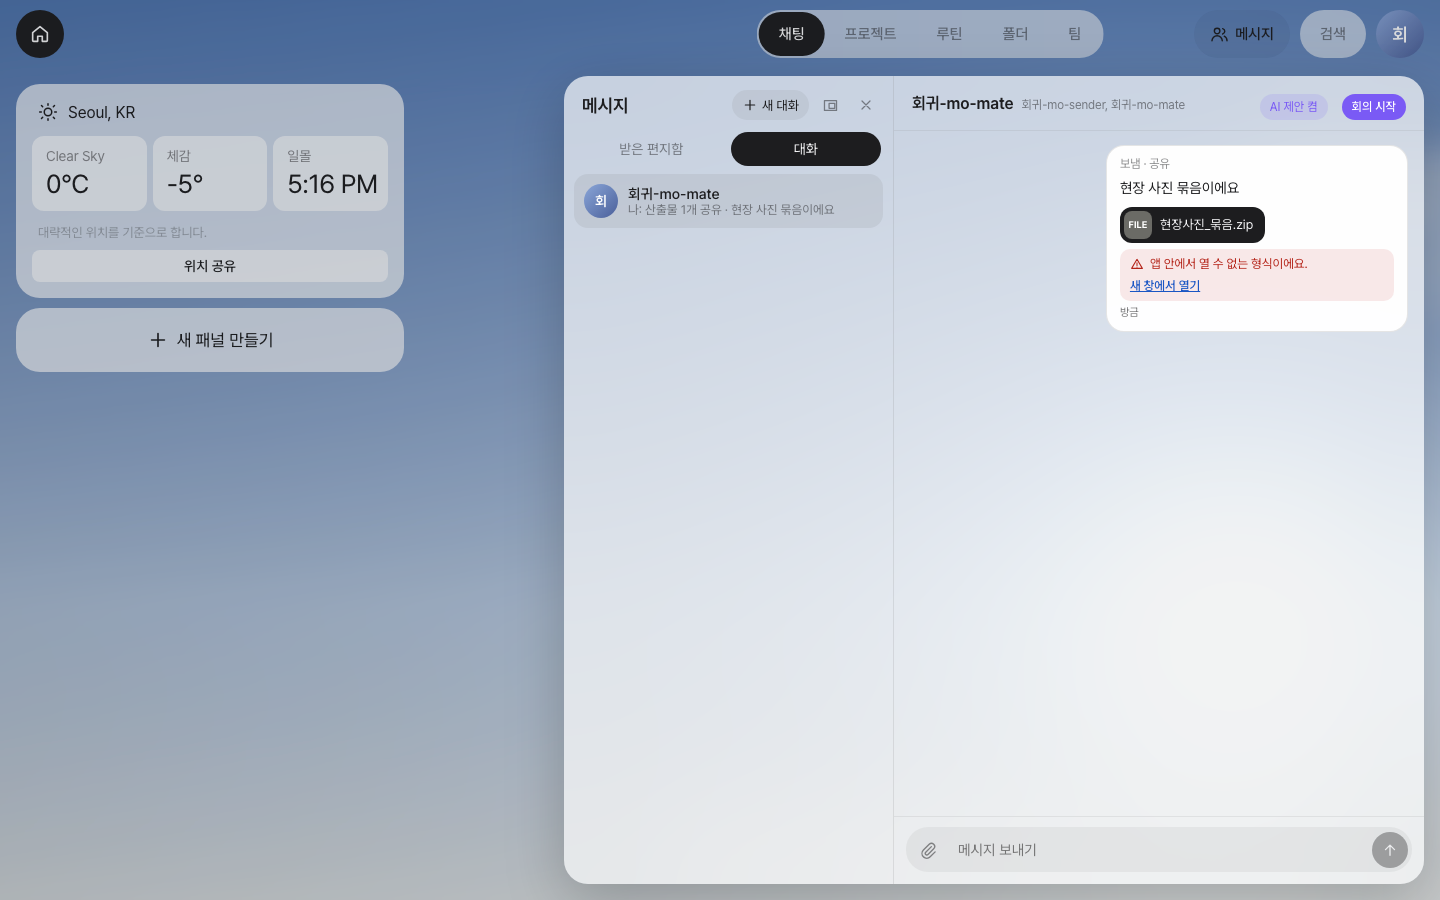 채팅
프로젝트
루틴
폴더
팀
메시지
검색
회
Seoul, KR
Clear Sky
0°C
체감
-5°
일몰
5:16 PM
대략적인 위치를 기준으로 합니다.
위치 공유
새 패널 만들기
메시지
새 대화
받은 편지함
대화
회
회귀-mo-mate
나: 산출물 1개 공유 · 현장 사진 묶음이에요
회귀-mo-mate 회귀-mo-sender, 회귀-mo-mate
AI 제안 켬
회의 시작
보냄 · 공유
현장 사진 묶음이에요
FILE 현장사진_묶음.zip
앱 안에서 열 수 없는 형식이에요.
새 창에서 열기
방금
메시지 보내기